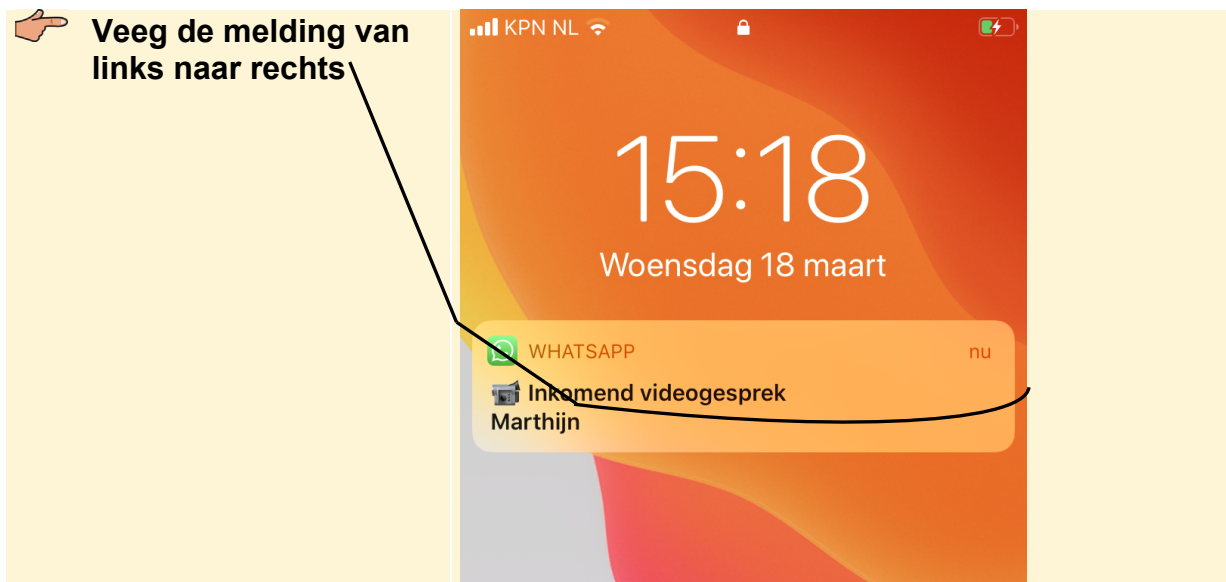 Veeg de melding van
links naar rechts
KPN NL
15:18
Woensdag 18 maart
WHATSAPP nu
Inkomend videogesprek
Marthijn